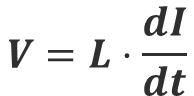 V = L · dI/dt